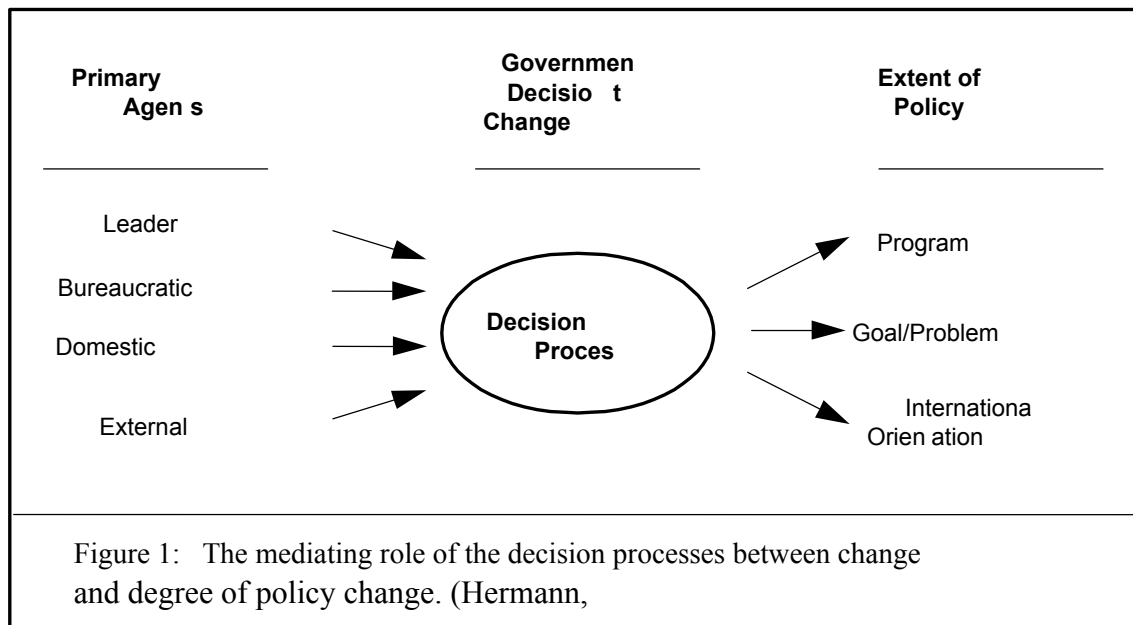 Primary
Agen s
Governmen
Decisio t
Change
Extent of
Policy
Leader
Bureaucratic
Domestic
External
Decision
Proces
Program
Goal/Problem
Internationa
Orien ation
Figure 1: The mediating role of the decision processes between change
and degree of policy change. (Hermann,